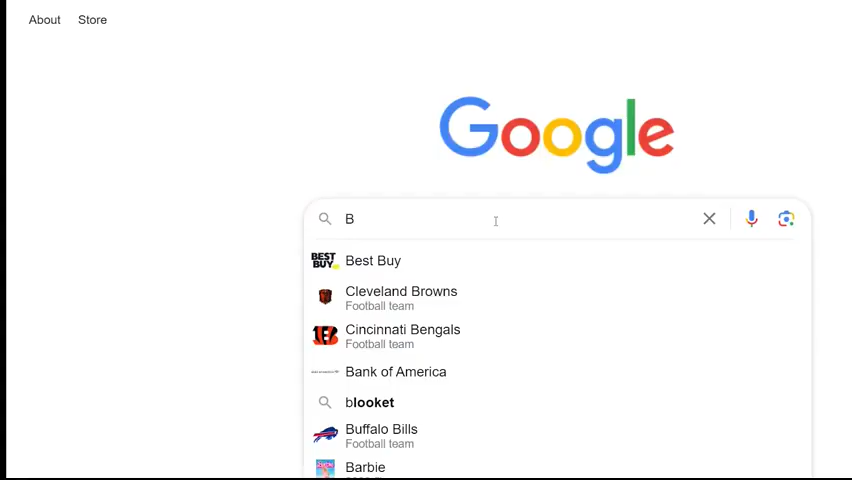 About Store
Google
B
BEST BUY Best Buy
Cleveland Browns
Football team
Cincinnati Bengals
Football team
Bank of America
blooket
Buffalo Bills
Football team
Barbie